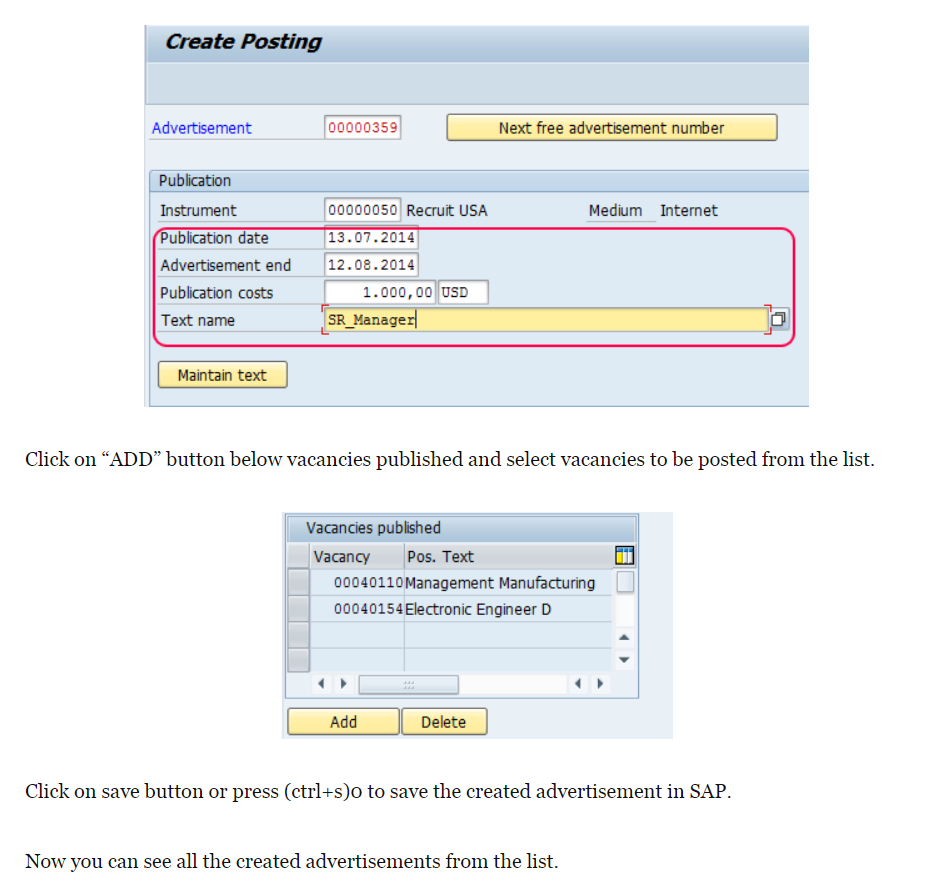 Create Posting
Advertisement 00000359 Next free advertisement number
Publication
Instrument 00000050 Recruit USA Medium Internet
Publication date 13.07.2014
Advertisement end 12.08.2014
Publication costs 1.000,00 USD
Text name SR_Manager
Maintain text
Click on “ADD” button below vacancies published and select vacancies to be posted from the list.
Vacancies published
Vacancy Pos. Text
00040110 Management Manufacturing
00040154 Electronic Engineer D
Add Delete
Click on save button or press (ctrl+s)0 to save the created advertisement in SAP.
Now you can see all the created advertisements from the list.